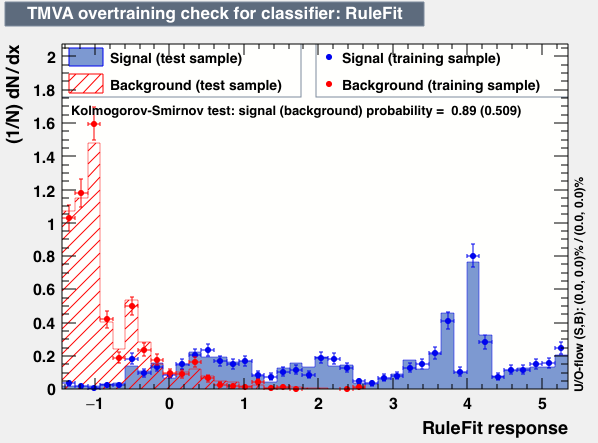 TMVA overtraining check for classifier: RuleFit
Signal (test sample)
Background (test sample)
Signal (training sample)
Background (training sample)
Kolmogorov-Smirnov test: signal (background) probability = 0.89 (0.509)
(1/N) dN / dx
2
1.8
1.6
1.4
1.2
1
0.8
0.6
0.4
0.2
0
−1 0 1 2 3 4 5
RuleFit response
U/O-flow (S,B): (0.0, 0.0)% / (0.0, 0.0)%